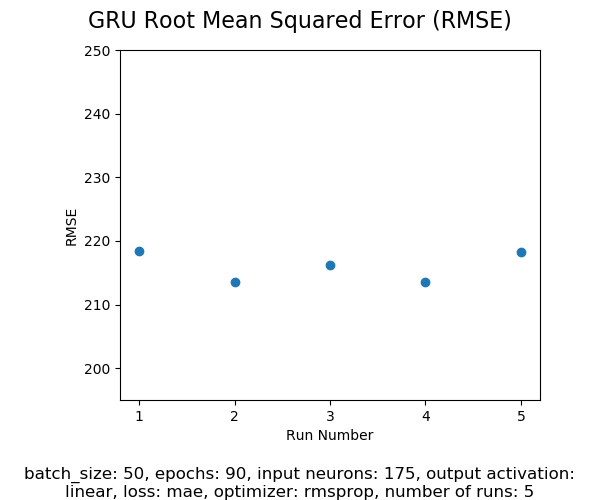 GRU Root Mean Squared Error (RMSE)
250
240
230
220
210
200
RMSE
1 2 3 4 5
Run Number
batch_size: 50, epochs: 90, input neurons: 175, output activation:
linear, loss: mae, optimizer: rmsprop, number of runs: 5